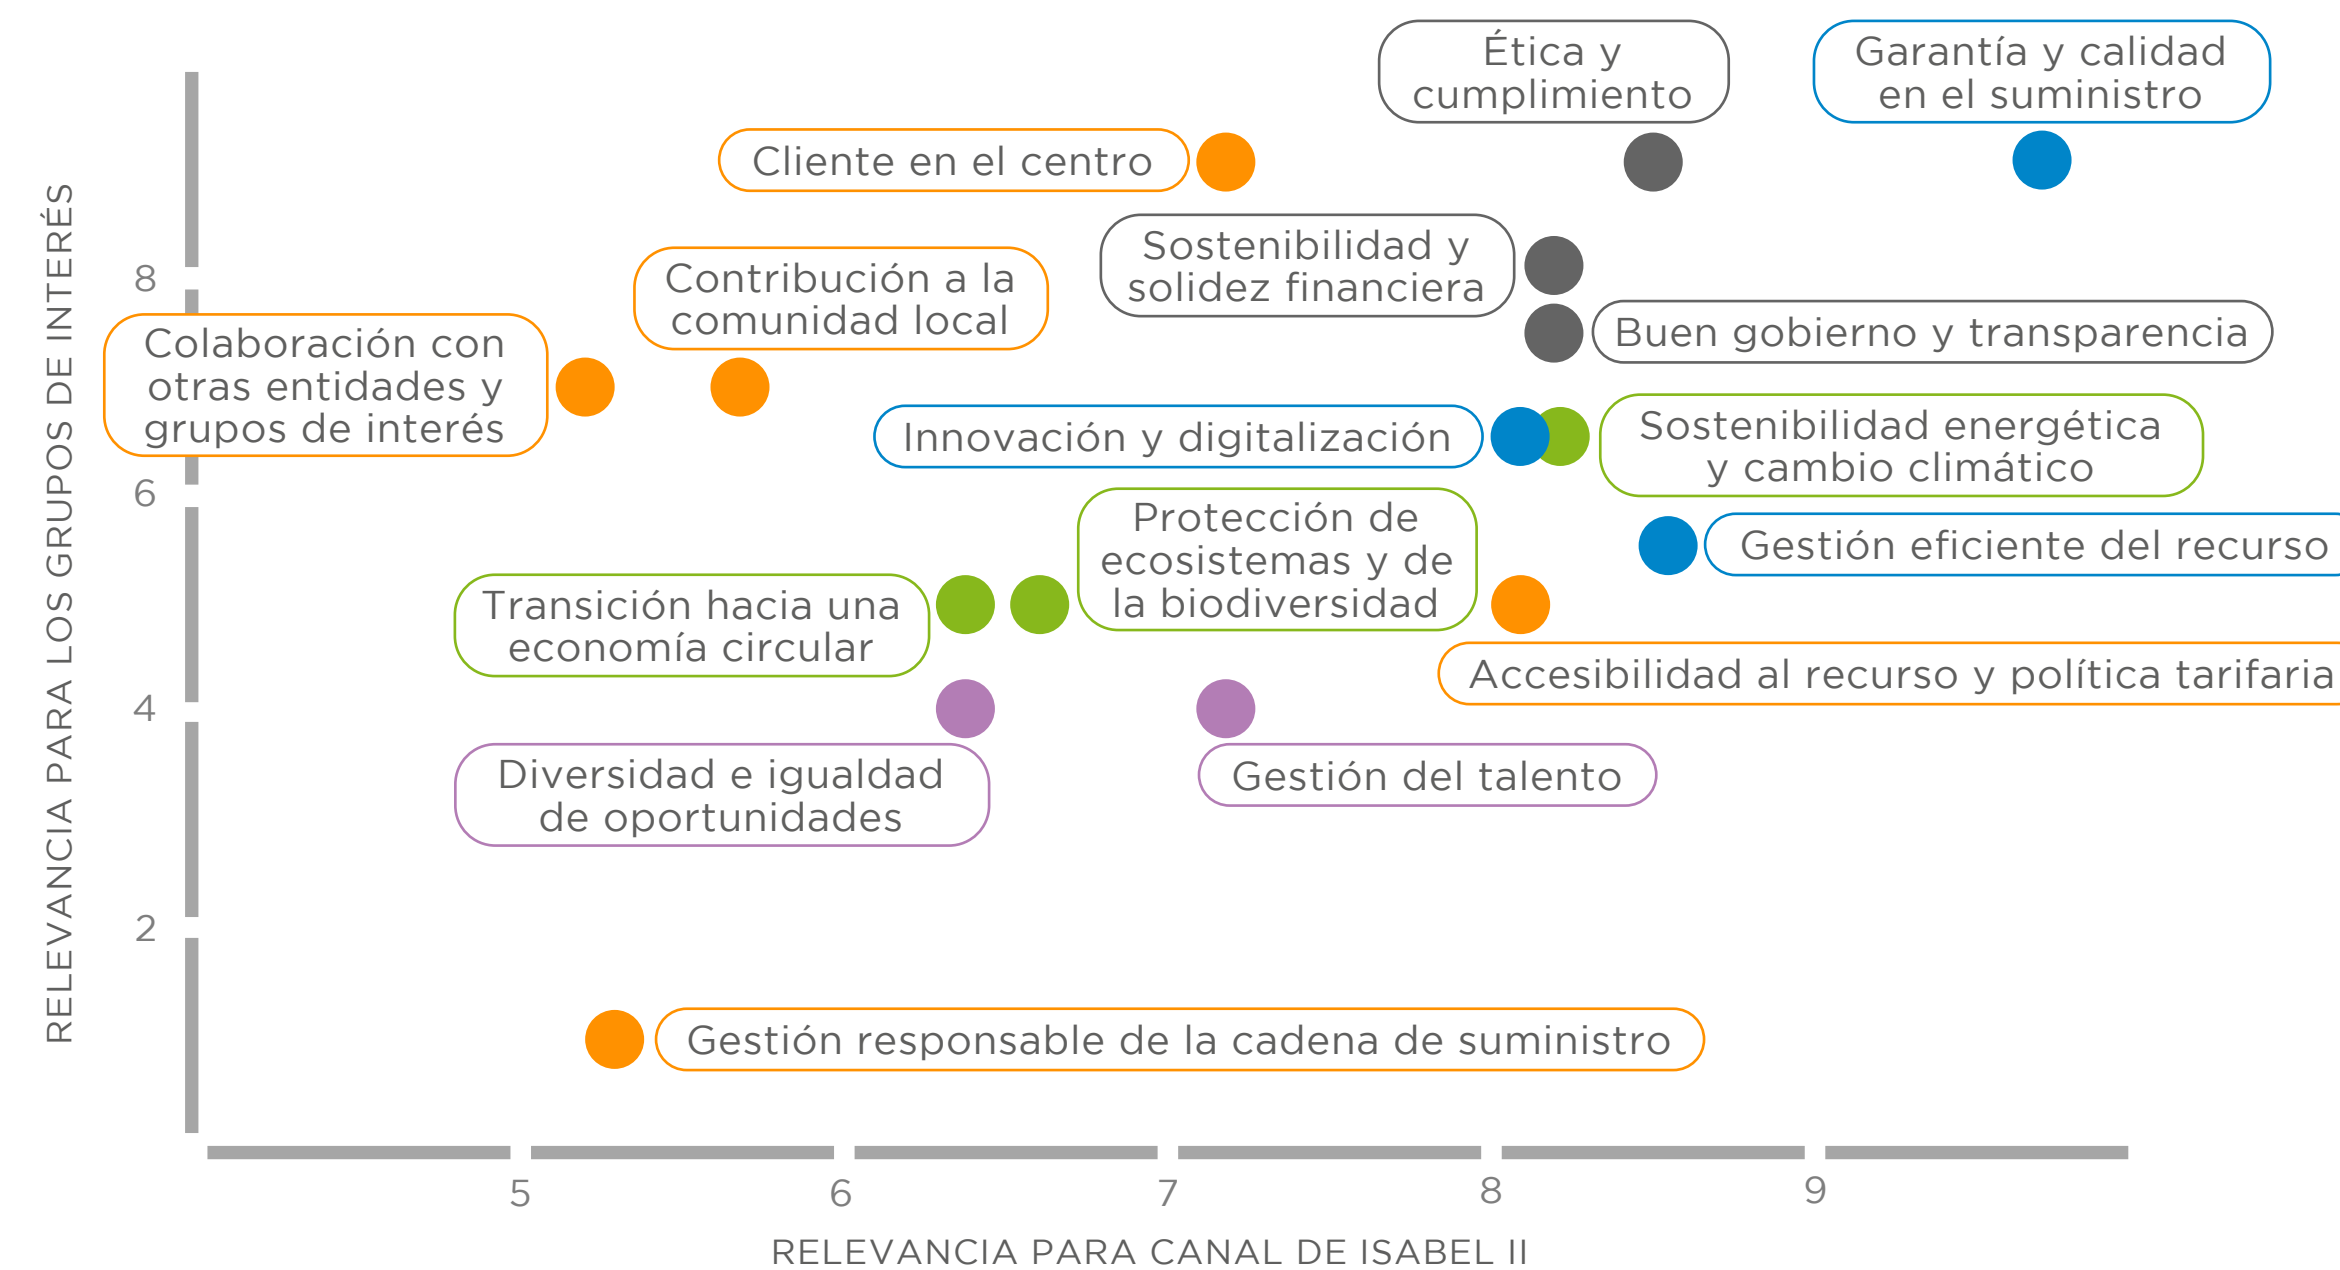 Ética y
cumplimiento
Garantía y calidad
en el suministro
Cliente en el centro
Sostenibilidad y
solidez financiera
Contribución a la
comunidad local
Buen gobierno y transparencia
Colaboración con
otras entidades y
grupos de interés
Innovación y digitalización
Sostenibilidad energética
y cambio climático
Protección de
ecosistemas y de
la biodiversidad
Gestión eficiente del recurso
Transición hacia una
economía circular
Accesibilidad al recurso y política tarifaria
Diversidad e igualdad
de oportunidades
Gestión del talento
Gestión responsable de la cadena de suministro
RELEVANCIA PARA LOS GRUPOS DE INTERÉS
8
6
4
2
5
6
7
8
9
RELEVANCIA PARA CANAL DE ISABEL II